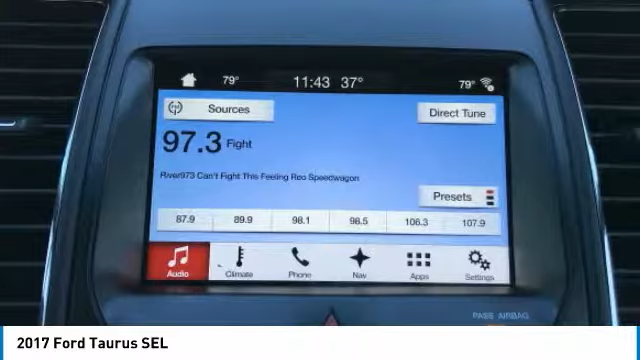 79° 11:43 37° 79°
FM Sources Direct Tune
97.3 Fight
River973 Can't Fight This Feeling Reo Speedwagon
Presets
87.9 89.9 98.1 98.5 106.3 107.9
Audio Climate Phone Nav Apps Settings
PASS AIRBAG
2017 Ford Taurus SEL